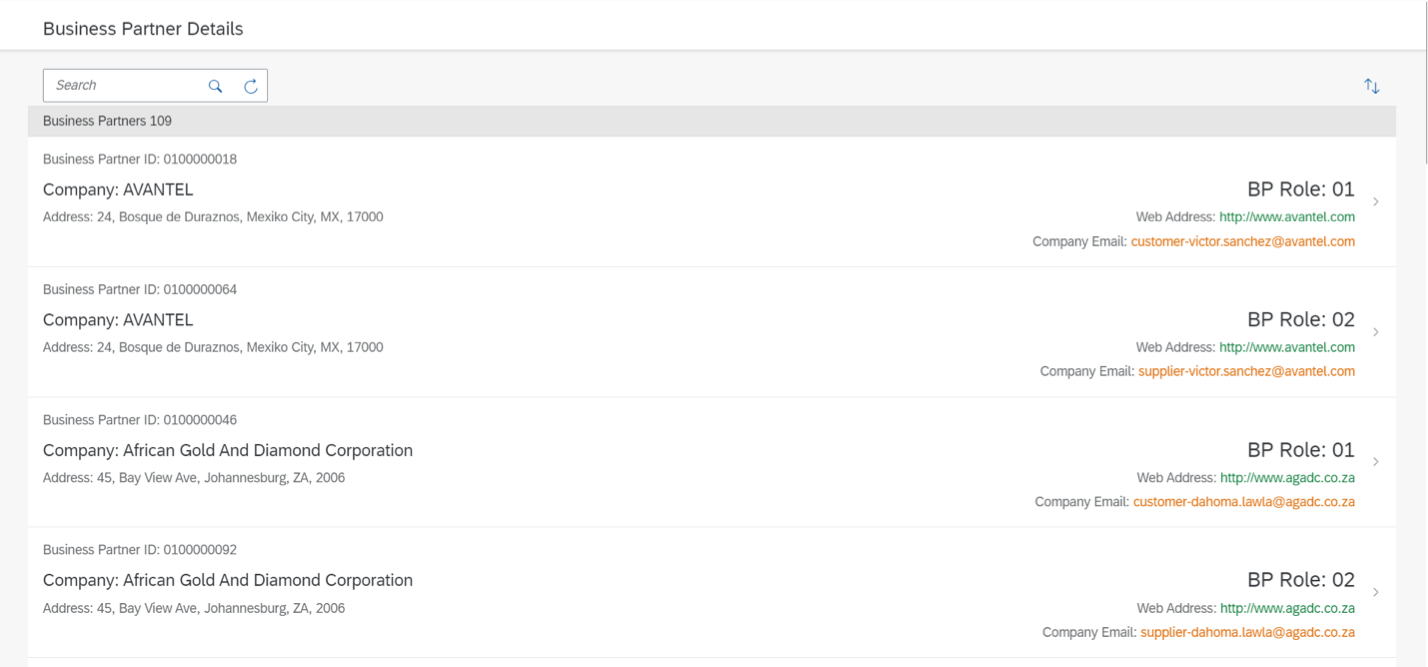 Business Partner Details
Search
Business Partners 109
Business Partner ID: 0100000018
Company: AVANTEL
BP Role: 01
Address: 24, Bosque de Duraznos, Mexiko City, MX, 17000
Web Address: http://www.avantel.com
Company Email: customer-victor.sanchez@avantel.com
Business Partner ID: 0100000064
Company: AVANTEL
BP Role: 02
Address: 24, Bosque de Duraznos, Mexiko City, MX, 17000
Web Address: http://www.avantel.com
Company Email: supplier-victor.sanchez@avantel.com
Business Partner ID: 0100000046
Company: African Gold And Diamond Corporation
BP Role: 01
Address: 45, Bay View Ave, Johannesburg, ZA, 2006
Web Address: http://www.agadc.co.za
Company Email: customer-dahoma.lawla@agadc.co.za
Business Partner ID: 0100000092
Company: African Gold And Diamond Corporation
BP Role: 02
Address: 45, Bay View Ave, Johannesburg, ZA, 2006
Web Address: http://www.agadc.co.za
Company Email: supplier-dahoma.lawla@agadc.co.za